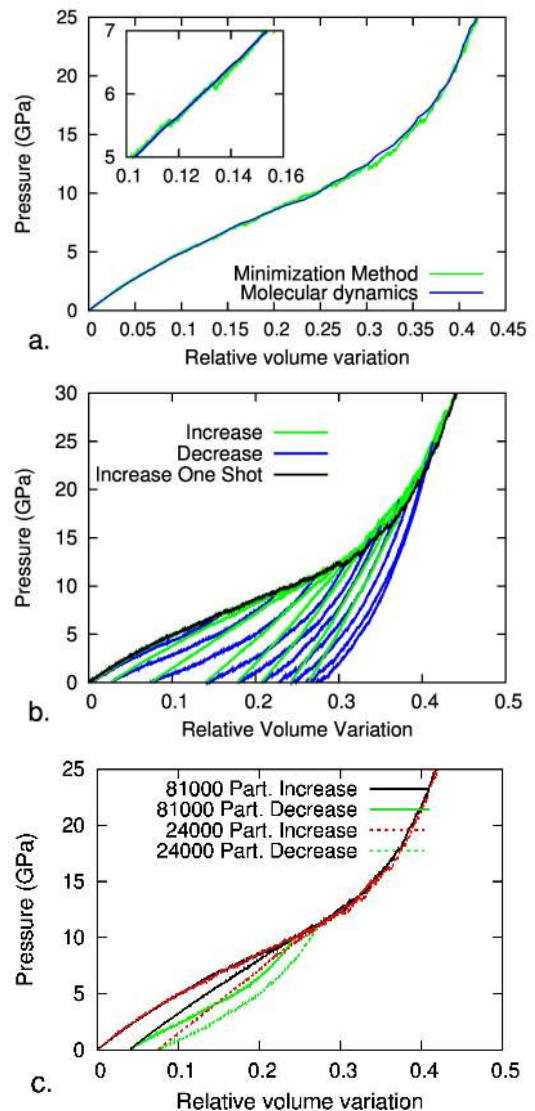 25
20
15
10
5
0
Pressure (GPa)
7
6
5
0.1
0.12
0.14
0.16
Minimization Method
Molecular dynamics
0 0.05 0.1 0.15 0.2 0.25 0.3 0.35 0.4 0.45
a.
Relative volume variation
30
25
20
15
10
5
0
Pressure (GPa)
Increase
Decrease
Increase One Shot
0 0.1 0.2 0.3 0.4 0.5
b.
Relative Volume Variation
25
20
15
10
5
0
Pressure (GPa)
81000 Part. Increase
81000 Part. Decrease
24000 Part. Increase
24000 Part. Decrease
0 0.1 0.2 0.3 0.4 0.5
c.
Relative volume variation